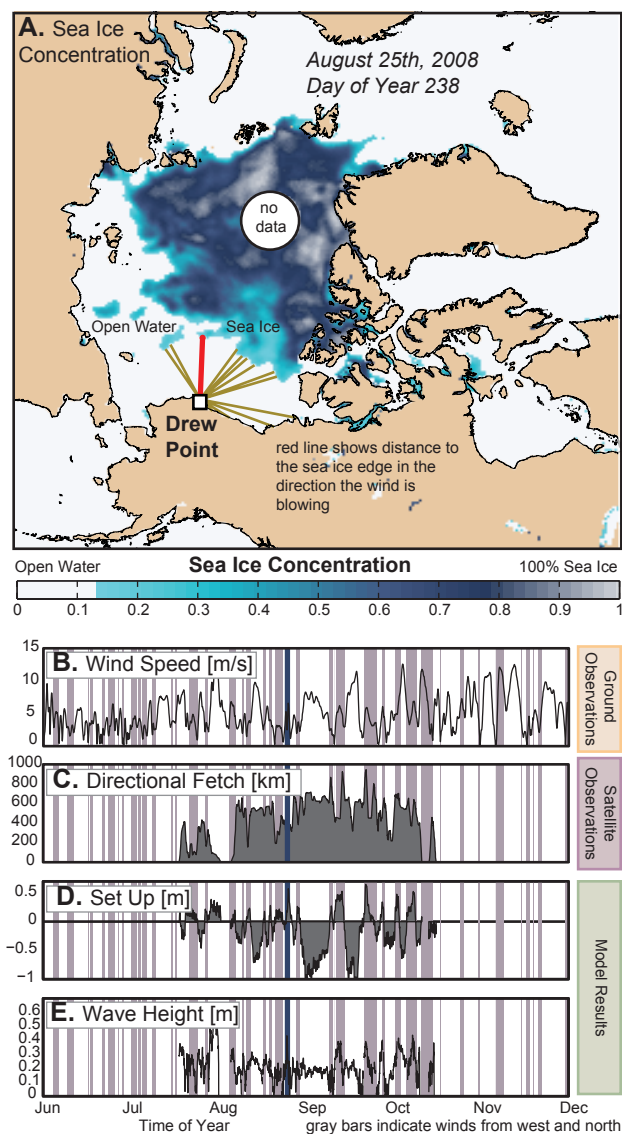 A. Sea Ice
Concentration
August 25th, 2008
Day of Year 238
no
data
Open Water
Sea Ice
Drew
Point
red line shows distance to
the sea ice edge in the
direction the wind is
blowing
Open Water
Sea Ice Concentration
100% Sea Ice
0 0.1 0.2 0.3 0.4 0.5 0.6 0.7 0.8 0.9 1
B. Wind Speed [m/s]
15
10
5
0
Ground
Observations
C. Directional Fetch [km]
1000
800
600
400
200
0
Satellite
Observations
D. Set Up [m]
0.5
0
−0.5
−1
Model Results
E. Wave Height [m]
0.6
0.5
0.4
0.3
0.2
0.1
0
Jun Jul Aug Sep Oct Nov Dec
Time of Year
gray bars indicate winds from west and north